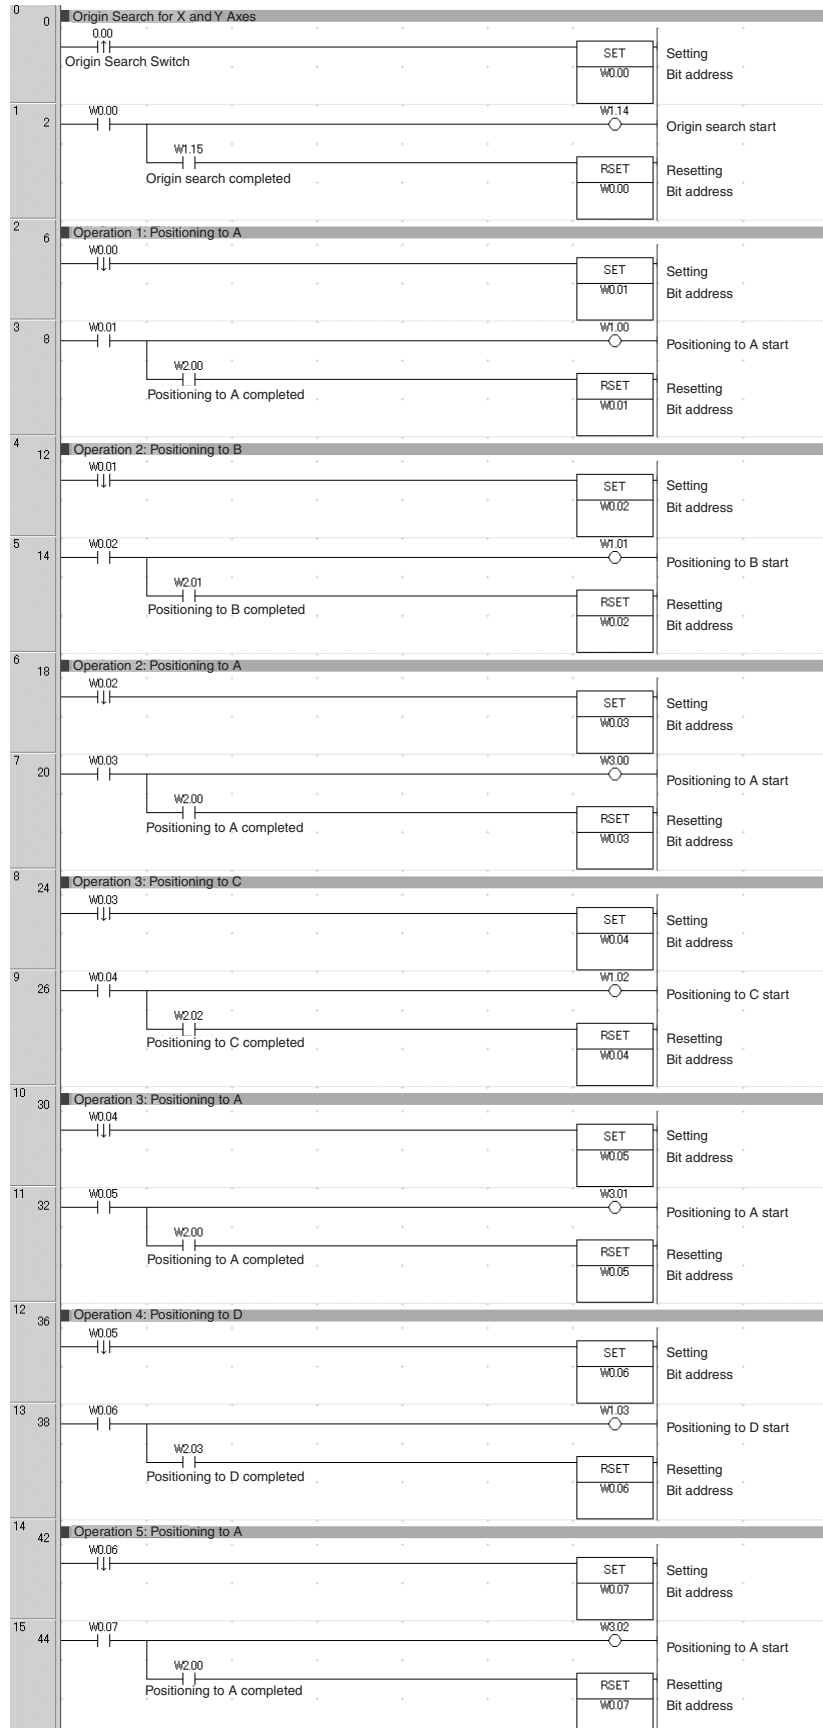 0
0
Origin Search for X and Y Axes
0.00
Origin Search Switch
SET
Setting
W0.00
Bit address
1
2
W0.00
W1.14
Origin search start
W1.15
Origin search completed
RSET
Resetting
W0.00
Bit address
2
6
Operation 1: Positioning to A
W0.00
SET
Setting
W0.01
Bit address
3
8
W0.01
W1.00
Positioning to A start
W2.00
Positioning to A completed
RSET
Resetting
W0.01
Bit address
4
12
Operation 2: Positioning to B
W0.01
SET
Setting
W0.02
Bit address
5
14
W0.02
W1.01
Positioning to B start
W2.01
Positioning to B completed
RSET
Resetting
W0.02
Bit address
6
18
Operation 2: Positioning to A
W0.02
SET
Setting
W0.03
Bit address
7
20
W0.03
W3.00
Positioning to A start
W2.00
Positioning to A completed
RSET
Resetting
W0.03
Bit address
8
24
Operation 3: Positioning to C
W0.03
SET
Setting
W0.04
Bit address
9
26
W0.04
W1.02
Positioning to C start
W2.02
Positioning to C completed
RSET
Resetting
W0.04
Bit address
10
30
Operation 3: Positioning to A
W0.04
SET
Setting
W0.05
Bit address
11
32
W0.05
W3.01
Positioning to A start
W2.00
Positioning to A completed
RSET
Resetting
W0.05
Bit address
12
36
Operation 4: Positioning to D
W0.05
SET
Setting
W0.06
Bit address
13
38
W0.06
W1.03
Positioning to D start
W2.03
Positioning to D completed
RSET
Resetting
W0.06
Bit address
14
42
Operation 5: Positioning to A
W0.06
SET
Setting
W0.07
Bit address
15
44
W0.07
W3.02
Positioning to A start
W2.00
Positioning to A completed
RSET
Resetting
W0.07
Bit address